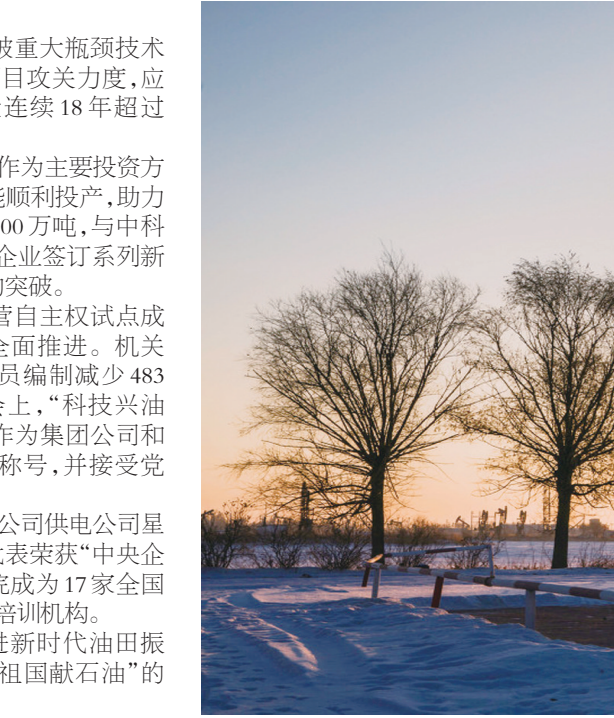 破重大瓶颈技术
目攻关力度，应
连续18年超过
作为主要投资方
能顺利投产，助力
00万吨，与中科
企业签订系列新
的突破。
营自主权试点成
全面推进。机关
员编制减少483
会上，“科技兴油
作为集团公司和
称号，并接受党
公司供电公司星
代表荣获“中央企
院成为17家全国
培训机构。
进新时代油田振
祖国献石油”的